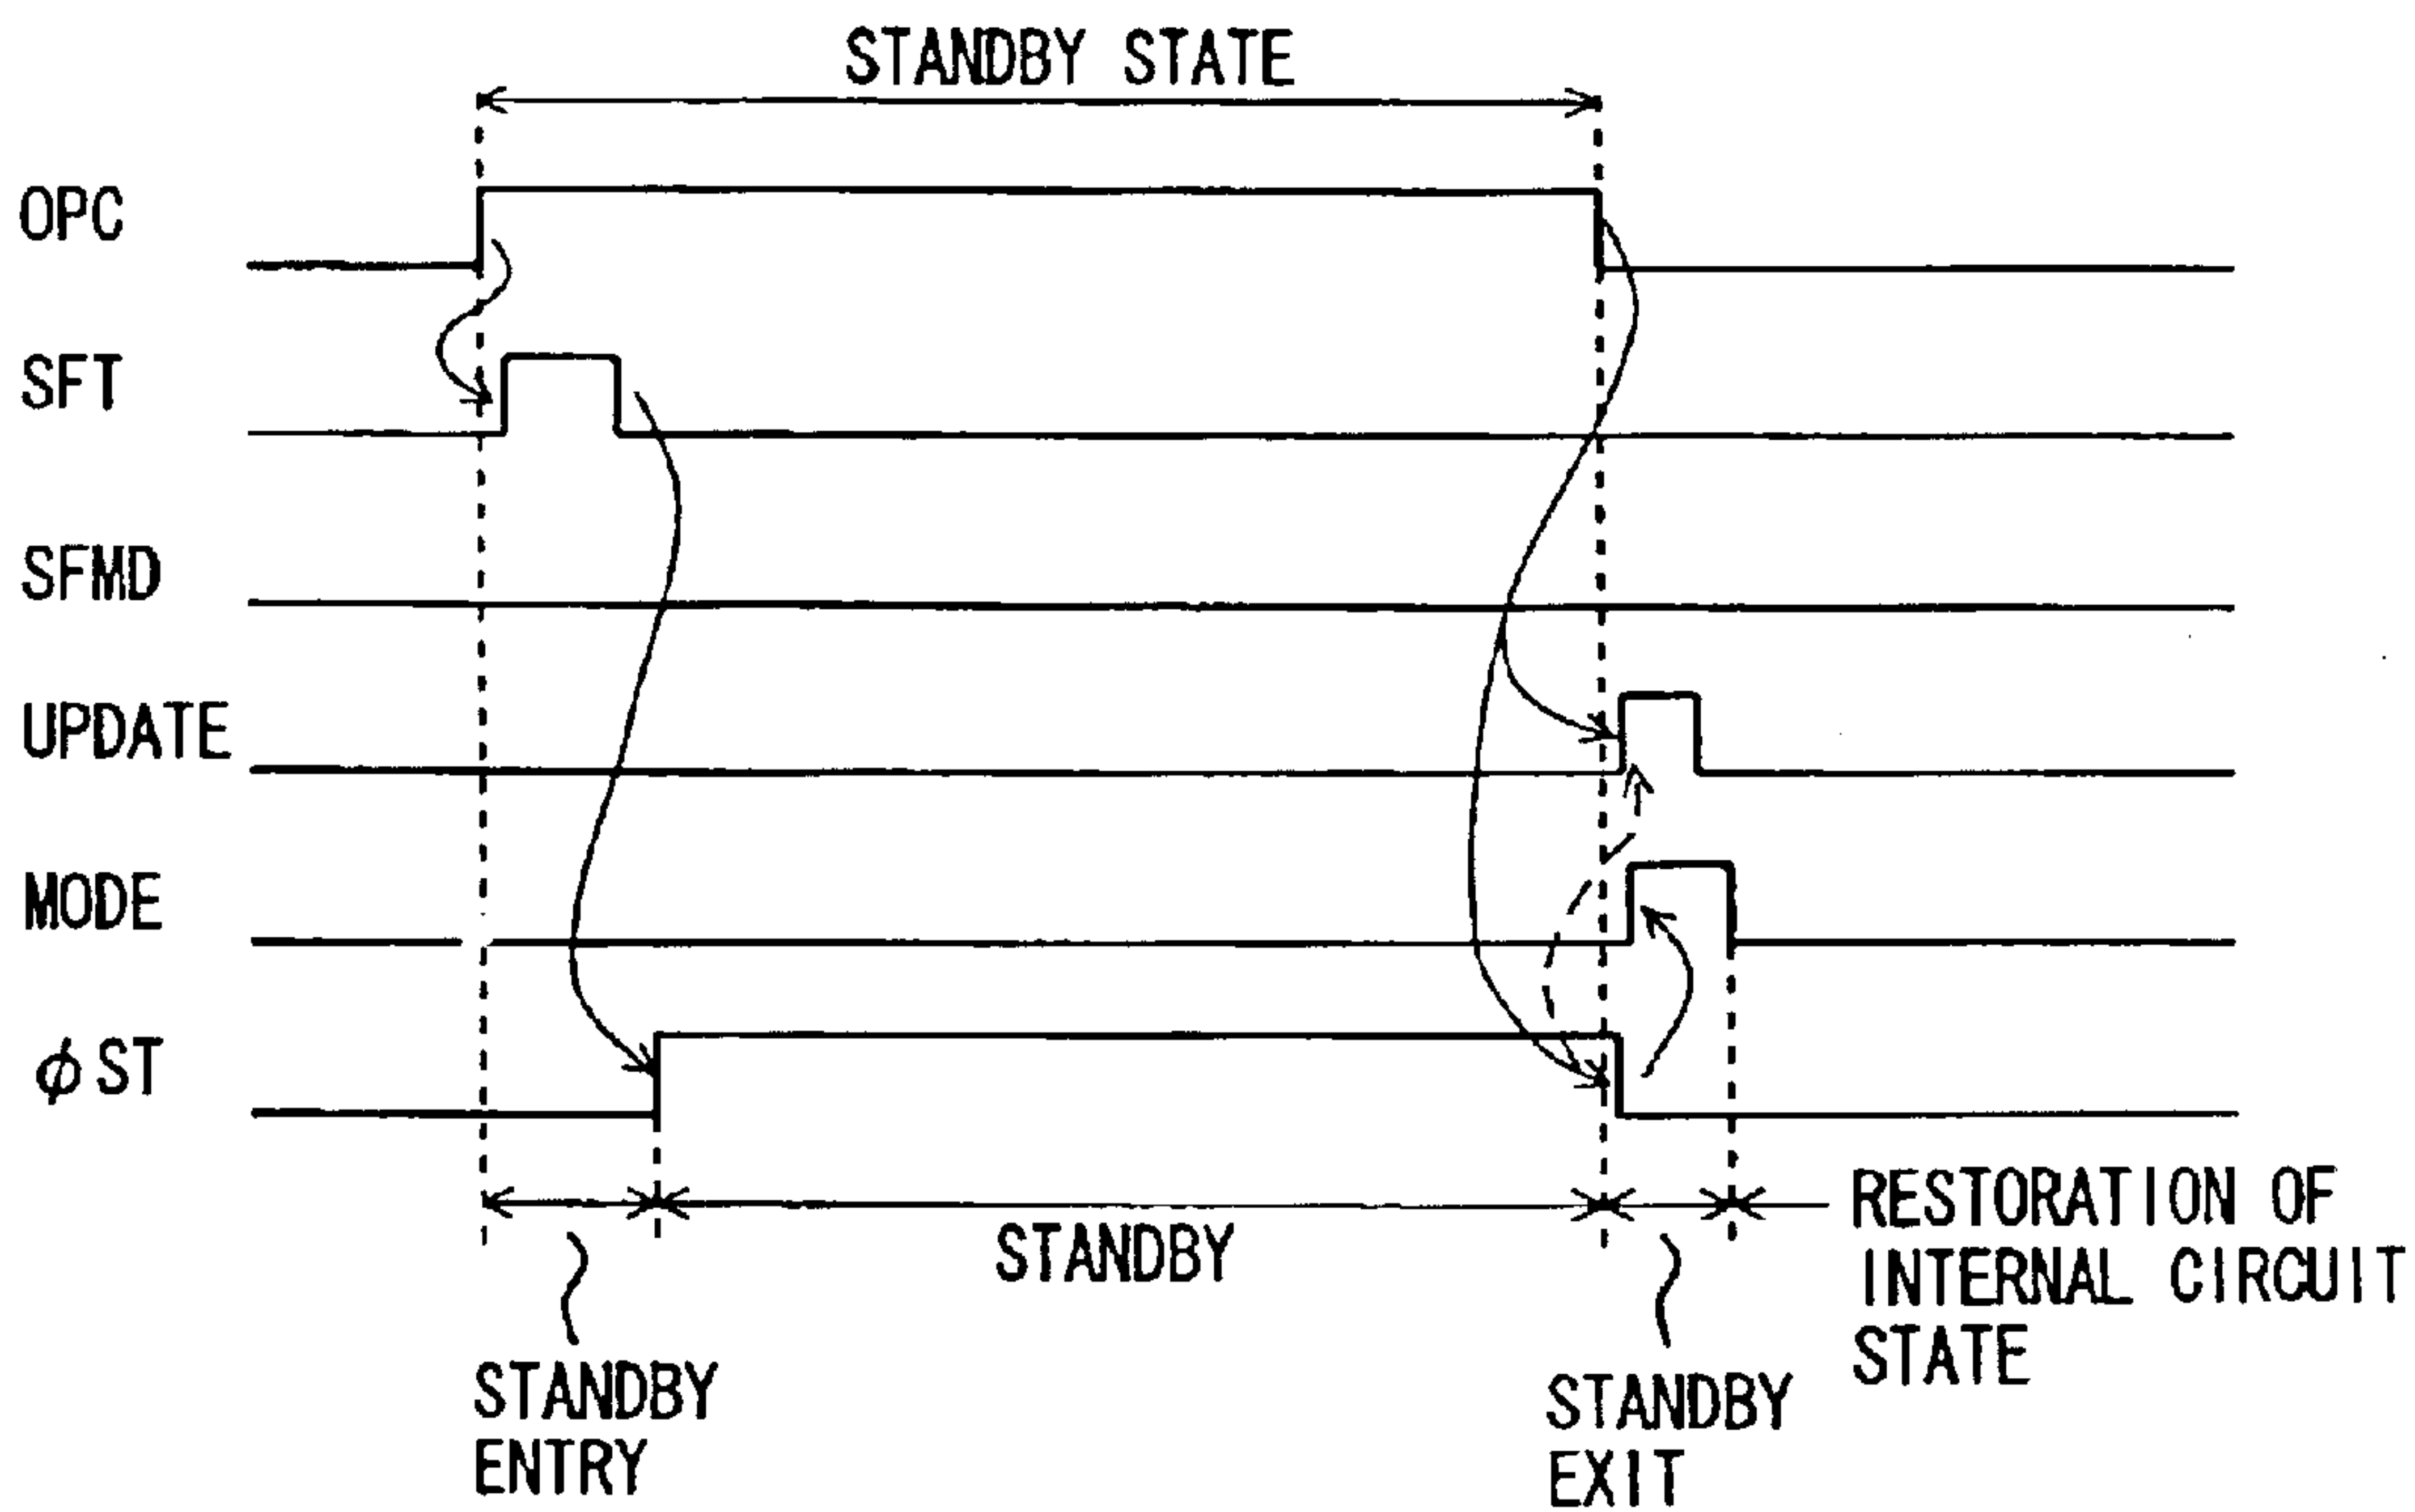 STANDBY STATE
OPC
SFT
SFMD
UPDATE
MODE
φST
STANDBY
RESTORATION OF
INTERNAL CIRCUIT
STATE
STANDBY
ENTRY
STANDBY
EXIT